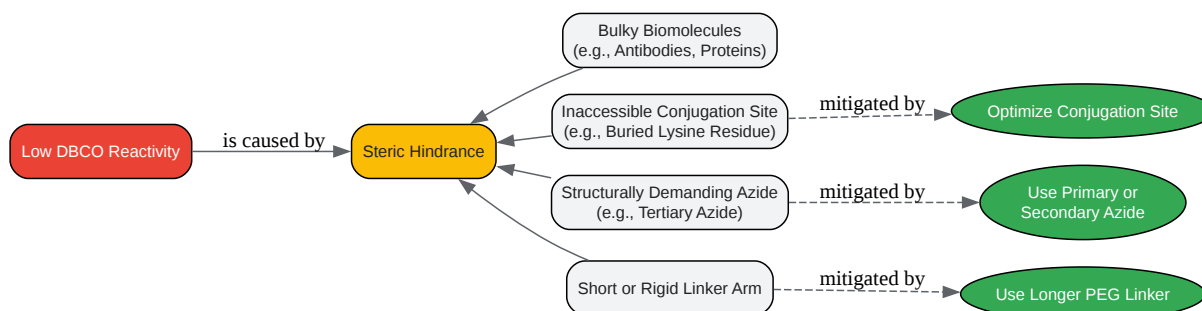 Bulky Biomolecules
(e.g., Antibodies, Proteins)
Inaccessible Conjugation Site
(e.g., Buried Lysine Residue)
mitigated by
Optimize Conjugation Site
Low DBCO Reactivity
is caused by
Steric Hindrance
Structurally Demanding Azide
(e.g., Tertiary Azide)
mitigated by
Use Primary or
Secondary Azide
Short or Rigid Linker Arm
mitigated by
Use Longer PEG Linker